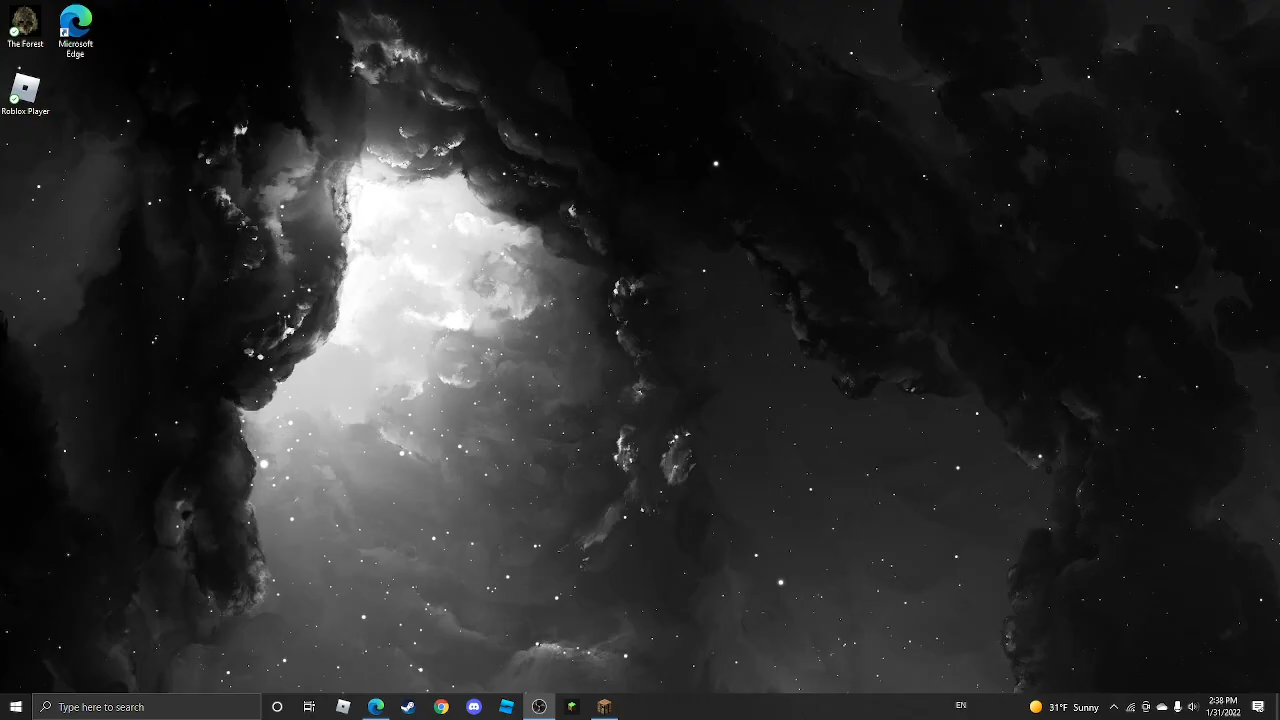 The Forest
Microsoft
Edge
Roblox Player
Type here to search
EN
31°F Sunny
2:38 PM
1/31/2022